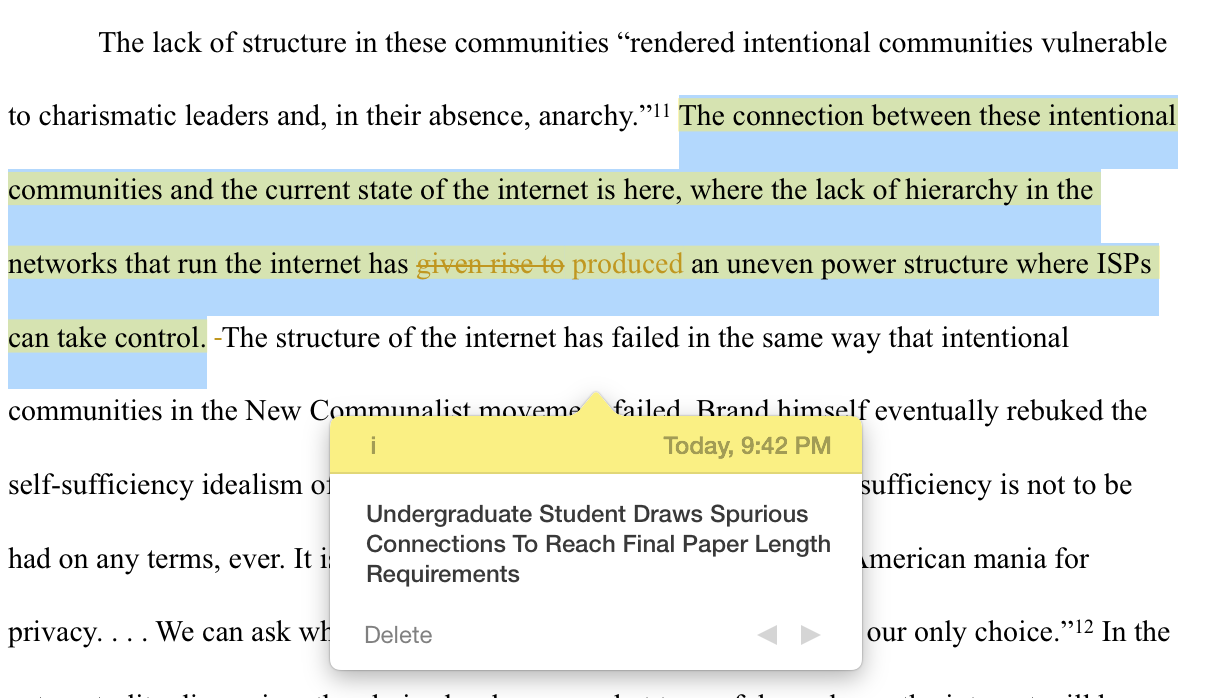 The lack of structure in these communities “rendered intentional communities vulnerable
to charismatic leaders and, in their absence, anarchy.”11 The connection between these intentional
communities and the current state of the internet is here, where the lack of hierarchy in the
networks that run the internet has given rise to produced an uneven power structure where ISPs
can take control. -The structure of the internet has failed in the same way that intentional
communities in the New Communalist failed. Brand himself eventually rebuked the
i Today, 9:42 PM
self-sufficiency idealism sufficiency is not to be
Undergraduate Student Draws Spurious
Connections To Reach Final Paper Length
Requirements
had on any terms, ever. It American mania for
privacy. . . . We can ask our only choice.”12 In the
Delete